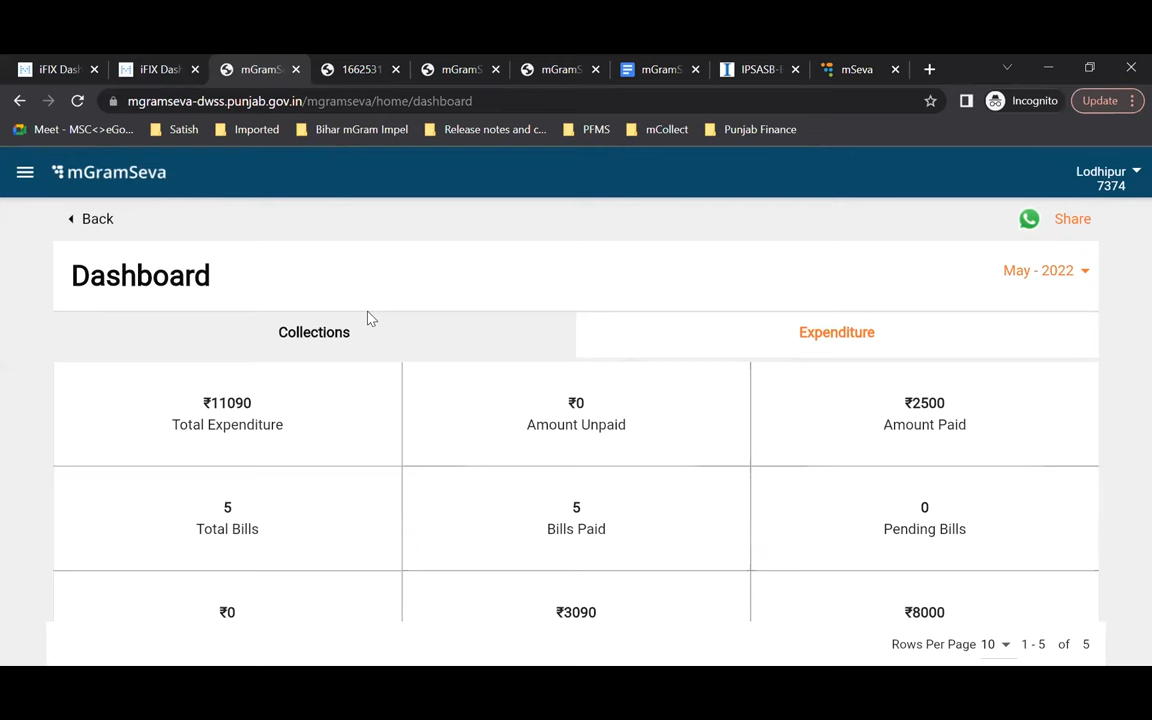 iFIX Dash
iFIX Dash
mGramS
1662531
mGramS
mGramS
mGramS
IPSASB-
mSeva
mgramseva-dwss.punjab.gov.in/mgramseva/home/dashboard
Incognito
Update
Meet - MSC<>eGo...
Satish
Imported
Bihar mGram Impel
Release notes and c...
PFMS
mCollect
Punjab Finance
mGramSeva
Lodhipur
7374
Back
Share
Dashboard
May - 2022
Collections
Expenditure
₹11090
Total Expenditure
₹0
Amount Unpaid
₹2500
Amount Paid
5
Total Bills
5
Bills Paid
0
Pending Bills
₹0
₹3090
₹8000
Rows Per Page 10 1 - 5 of 5